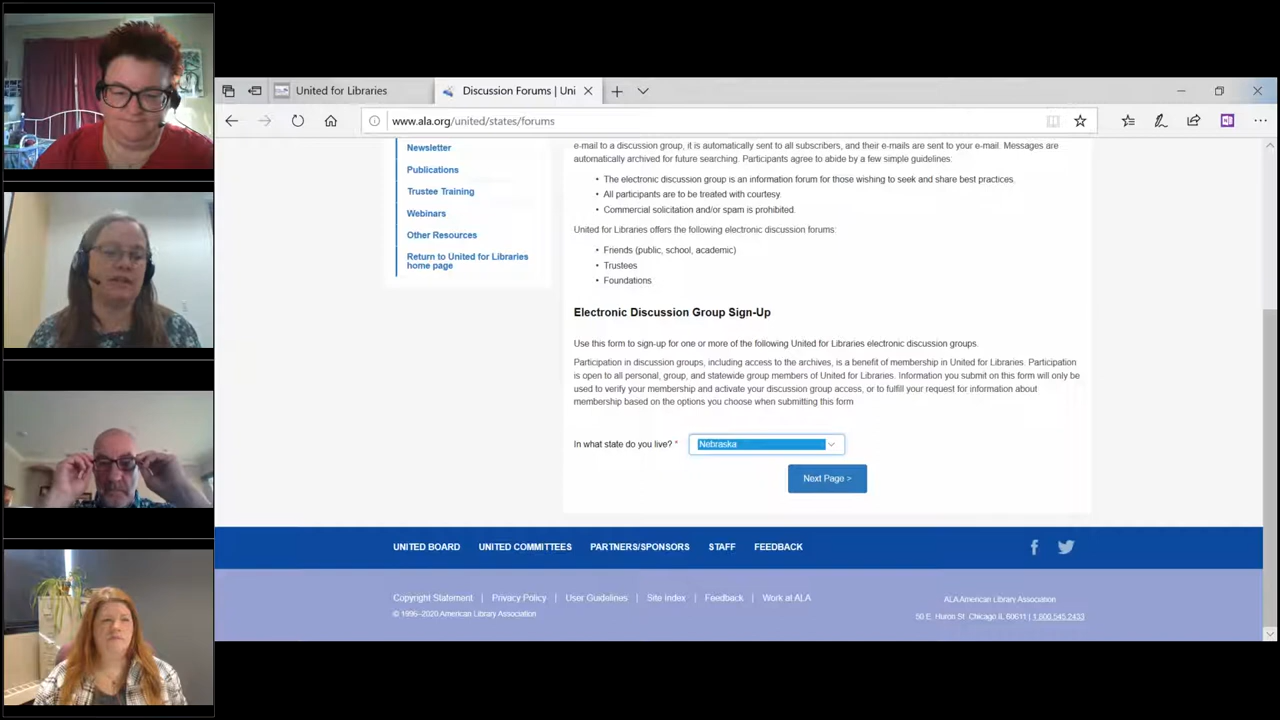 United for Libraries
Discussion Forums | Uni
www.ala.org/united/states/forums
Newsletter
Publications
Trustee Training
Webinars
Other Resources
Return to United for Libraries
home page
e-mail to a discussion group, it is automatically sent to all subscribers, and their e-mails are sent to your e-mail. Messages are
automatically archived for future searching. Participants agree to abide by a few simple guidelines:
• The electronic discussion group is an information forum for those wishing to seek and share best practices.
• All participants are to be treated with courtesy.
• Commercial solicitation and/or spam is prohibited.
United for Libraries offers the following electronic discussion forums:
• Friends (public, school, academic)
• Trustees
• Foundations
Electronic Discussion Group Sign-Up
Use this form to sign-up for one or more of the following United for Libraries electronic discussion groups.
Participation in discussion groups, including access to the archives, is a benefit of membership in United for Libraries. Participation
is open to all personal, group, and statewide group members of United for Libraries. Information you submit on this form will only be
used to verify your membership and activate your discussion group access, or to fulfill your request for information about
membership based on the options you choose when submitting this form
In what state do you live? * Nebraska
Next Page >
UNITED BOARD UNITED COMMITTEES PARTNERS/SPONSORS STAFF FEEDBACK
Copyright Statement | Privacy Policy | User Guidelines | Site Index | Feedback | Work at ALA
© 1996–2020 American Library Association
ALA American Library Association
50 E. Huron St. Chicago IL 60611 | 1.800.545.2433